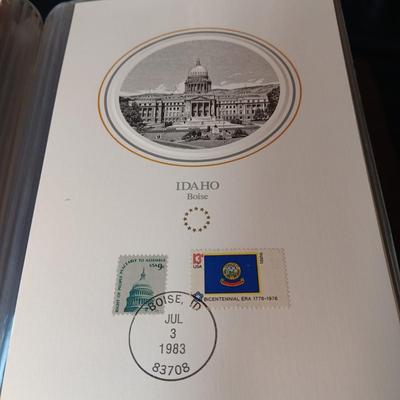 IDAHO
Boise
RIGHT OF PEOPLE PEACEABLY TO ASSEMBLE
USA 9c
13c
USA
IDAHO
BICENTENNIAL ERA 1776-1976
BOISE, ID
JUL
3
1983
83708